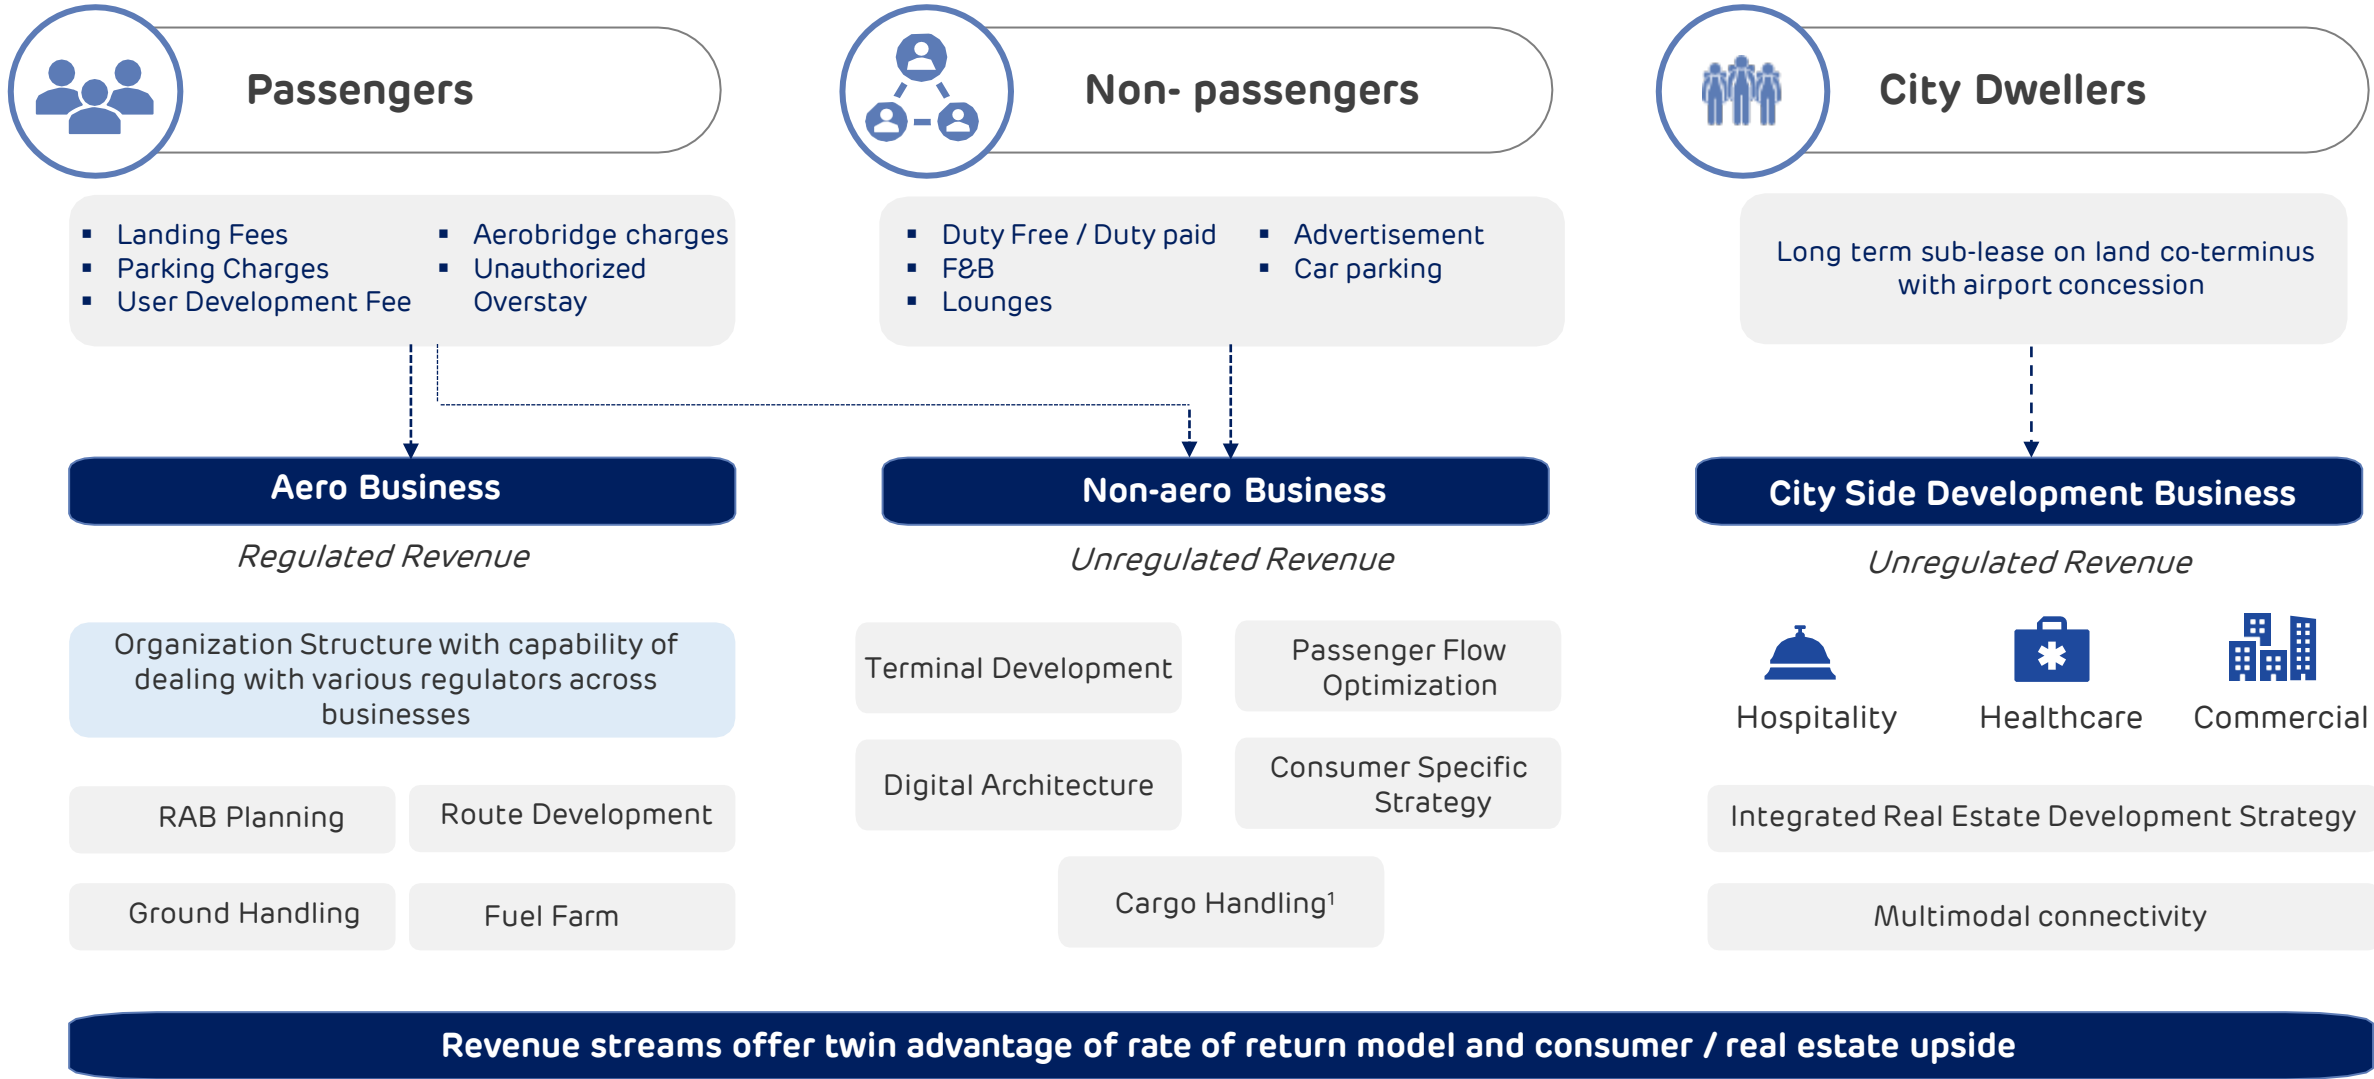 Passengers
Non- passengers
City Dwellers
▪ Landing Fees
▪ Parking Charges
▪ User Development Fee
▪ Aerobridge charges
▪ Unauthorized
Overstay
▪ Duty Free / Duty paid
▪ F&B
▪ Lounges
▪ Advertisement
▪ Car parking
Long term sub-lease on land co-terminus
with airport concession
Aero Business
Non-aero Business
City Side Development Business
Regulated Revenue
Unregulated Revenue
Unregulated Revenue
Organization Structure with capability of
dealing with various regulators across
businesses
RAB Planning
Route Development
Ground Handling
Fuel Farm
Terminal Development
Passenger Flow
Optimization
Digital Architecture
Consumer Specific
Strategy
Cargo Handling¹
Hospitality
Healthcare
Commercial
Integrated Real Estate Development Strategy
Multimodal connectivity
Revenue streams offer twin advantage of rate of return model and consumer / real estate upside